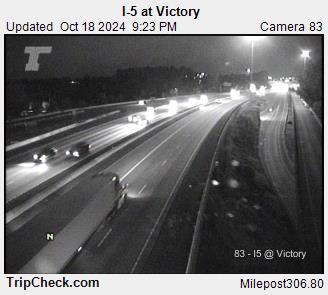 I-5 at Victory
Updated Oct 18 2024 9:23 PM Camera 83
T
N
83 - I5 @ Victory
TripCheck.com Milepost306.80